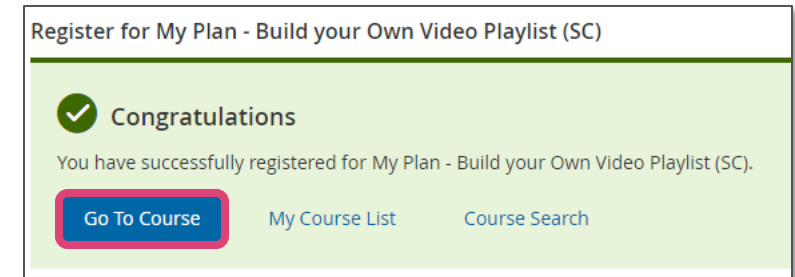 Register for My Plan - Build your Own Video Playlist (SC)
Congratulations
You have successfully registered for My Plan - Build your Own Video Playlist (SC).
Go To Course My Course List Course Search